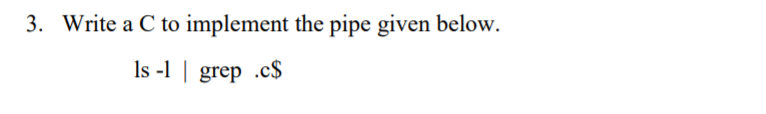 3. Write a C to implement the pipe given below.
ls -l | grep .c$